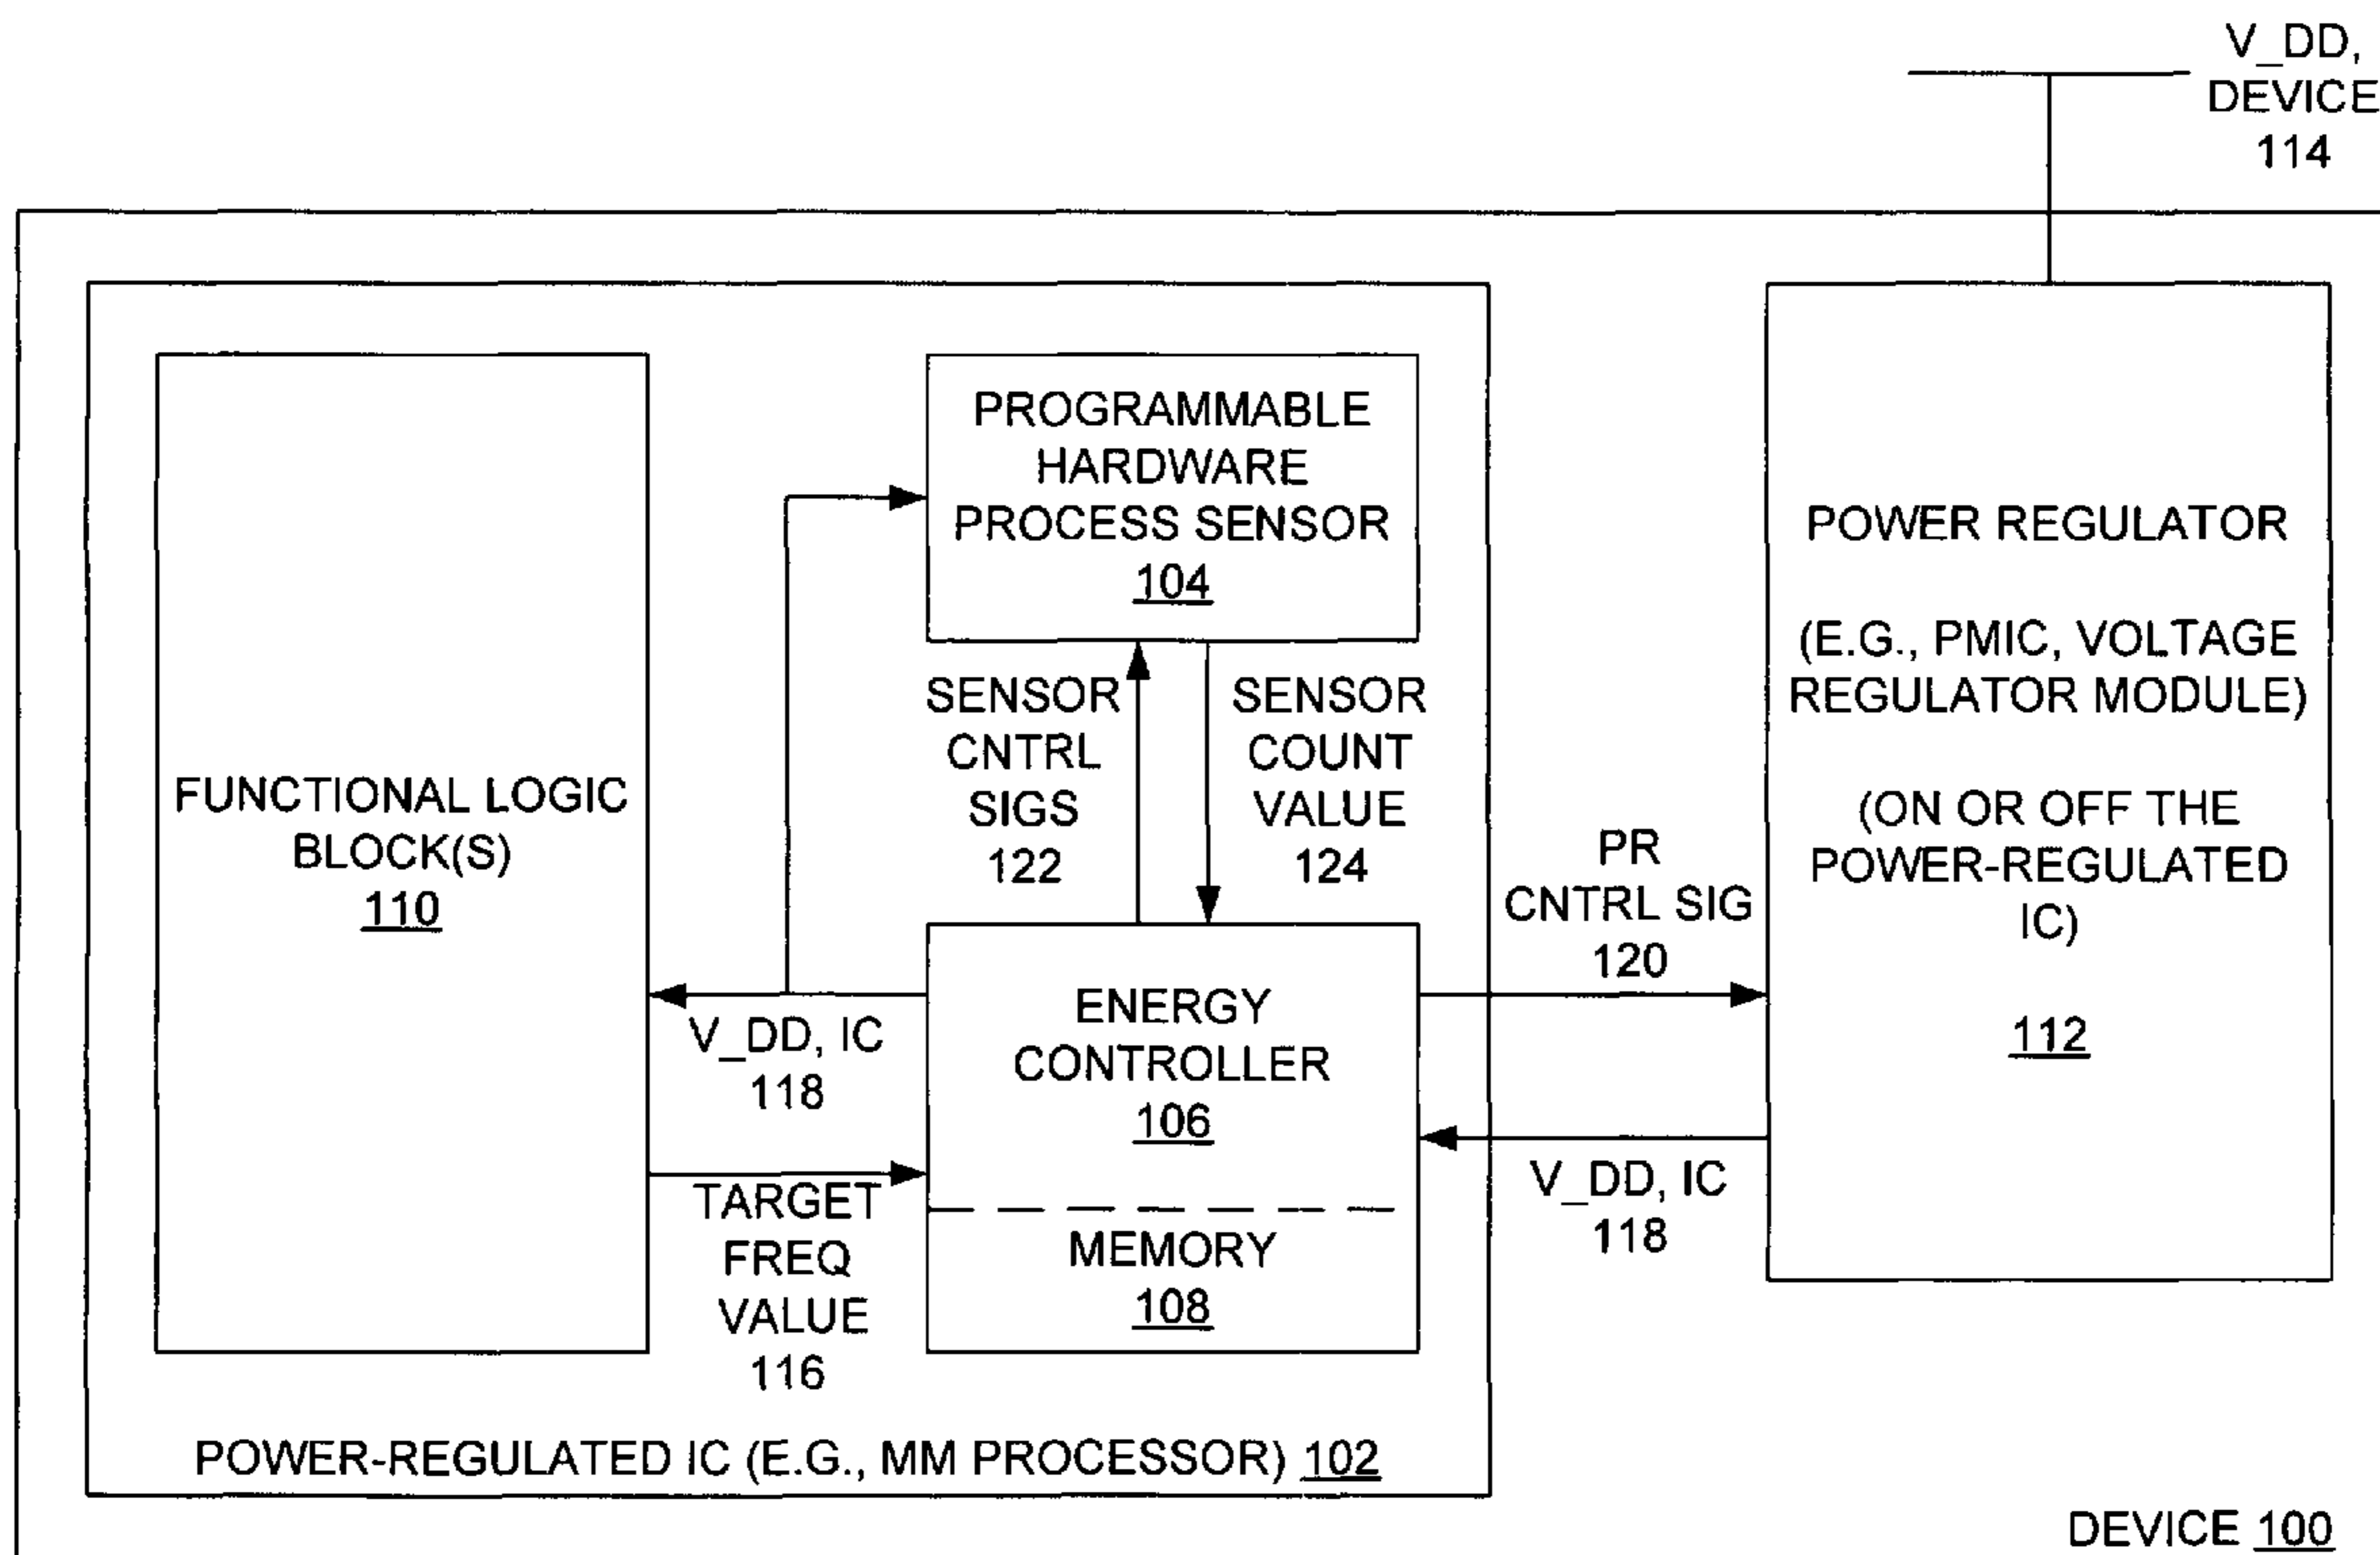 V_DD,
DEVICE
114
PROGRAMMABLE
HARDWARE
PROCESS SENSOR
104
POWER REGULATOR
(E.G., PMIC, VOLTAGE
REGULATOR MODULE)
(ON OR OFF THE
POWER-REGULATED
IC)
112
SENSOR
CNTRL
SIGS
122
SENSOR
COUNT
VALUE
124
FUNCTIONAL LOGIC
BLOCK(S)
110
PR
CNTRL SIG
120
V_DD, IC
118
ENERGY
CONTROLLER
106
MEMORY
108
V_DD, IC
118
TARGET
FREQ
VALUE
116
POWER-REGULATED IC (E.G., MM PROCESSOR) 102
DEVICE 100